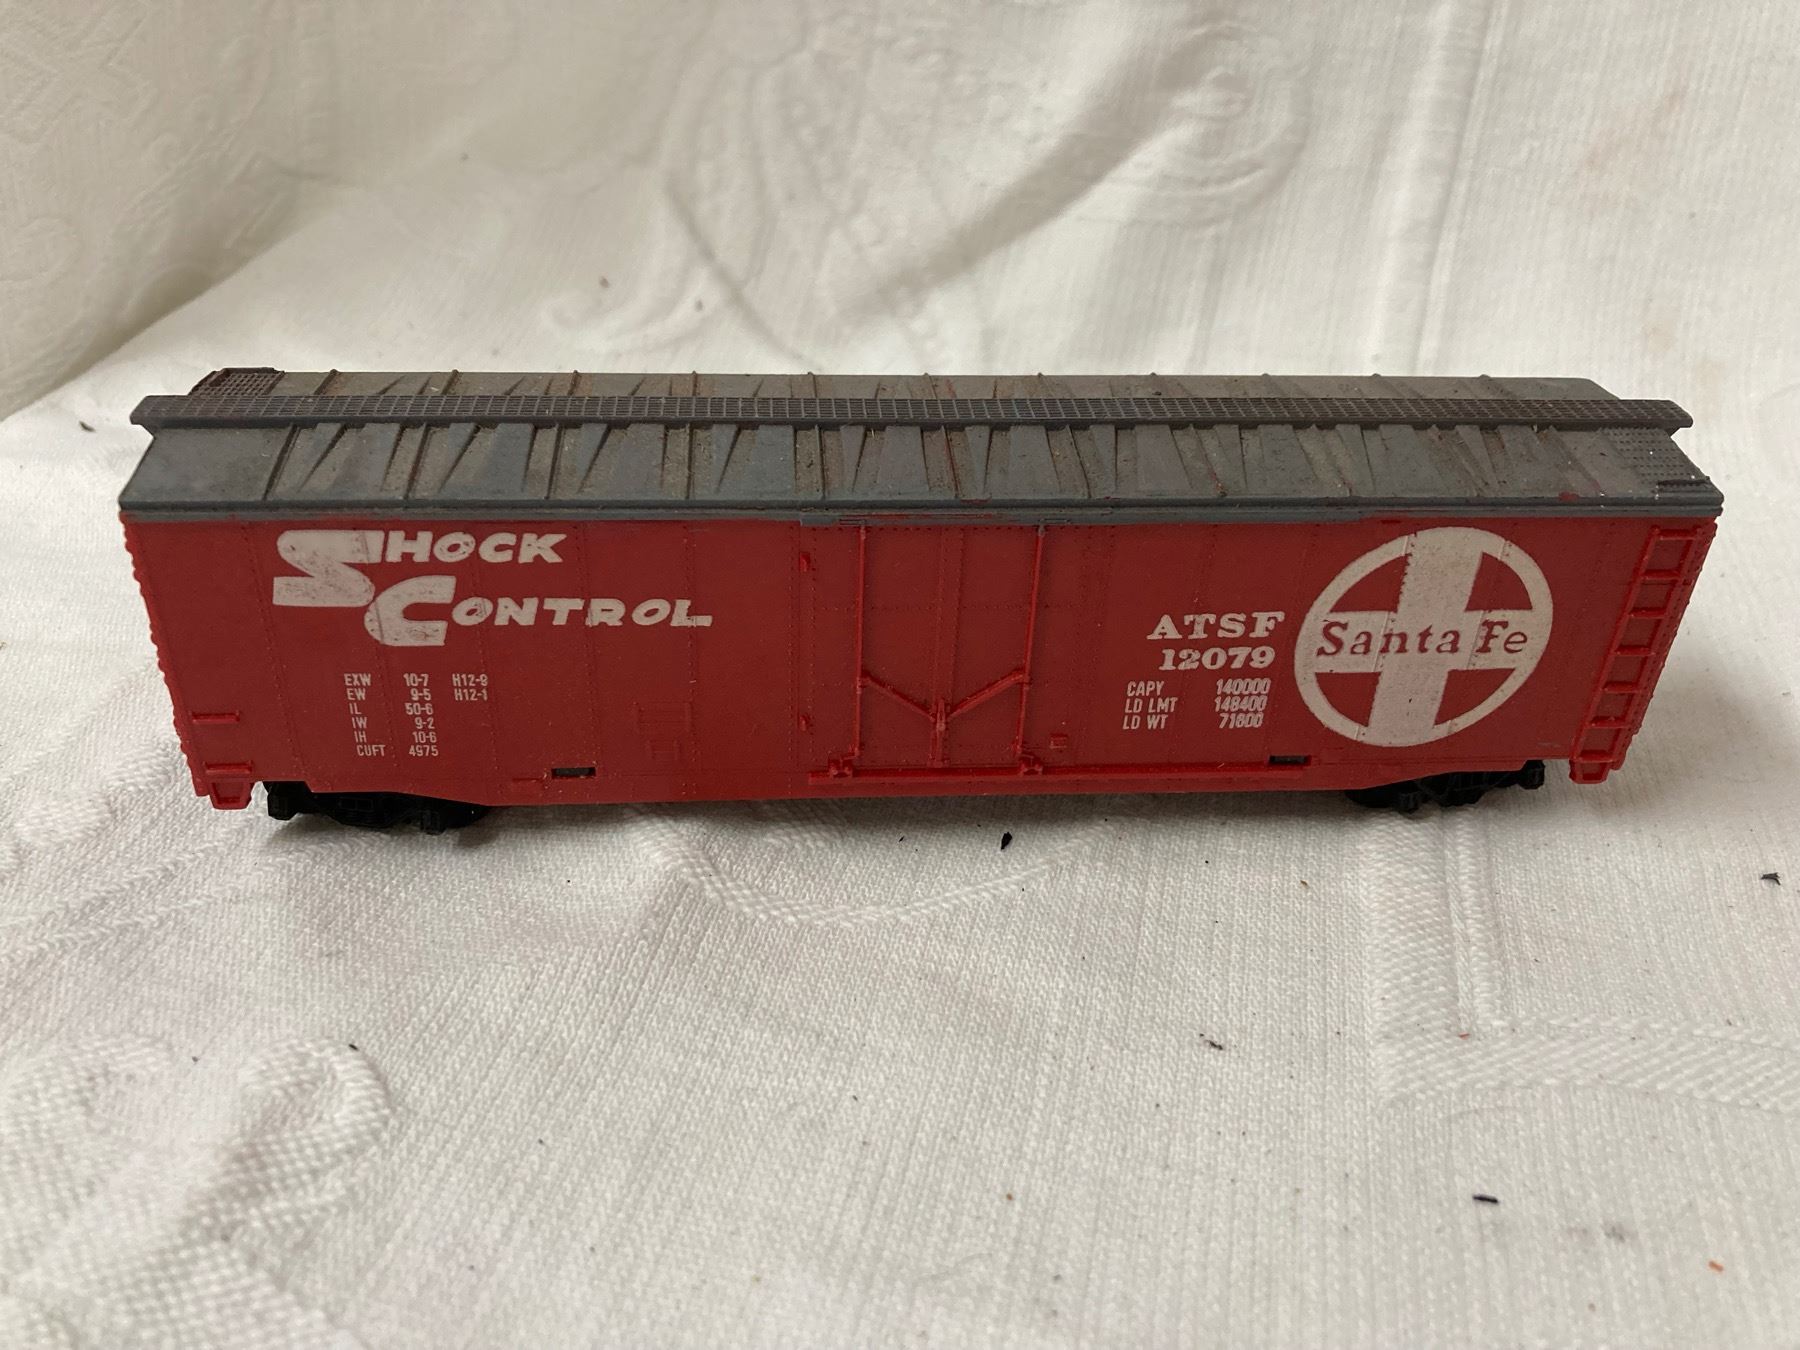 SHOCK
CONTROL
EXW 10-7 H12-9
EW 9-5 H12-1
IL 50-6
IW 9-2
IH 10-6
CUFT 4975
ATSF
12079
CAPY 140000
LD LMT 148400
LD WT 71600
Santa Fe